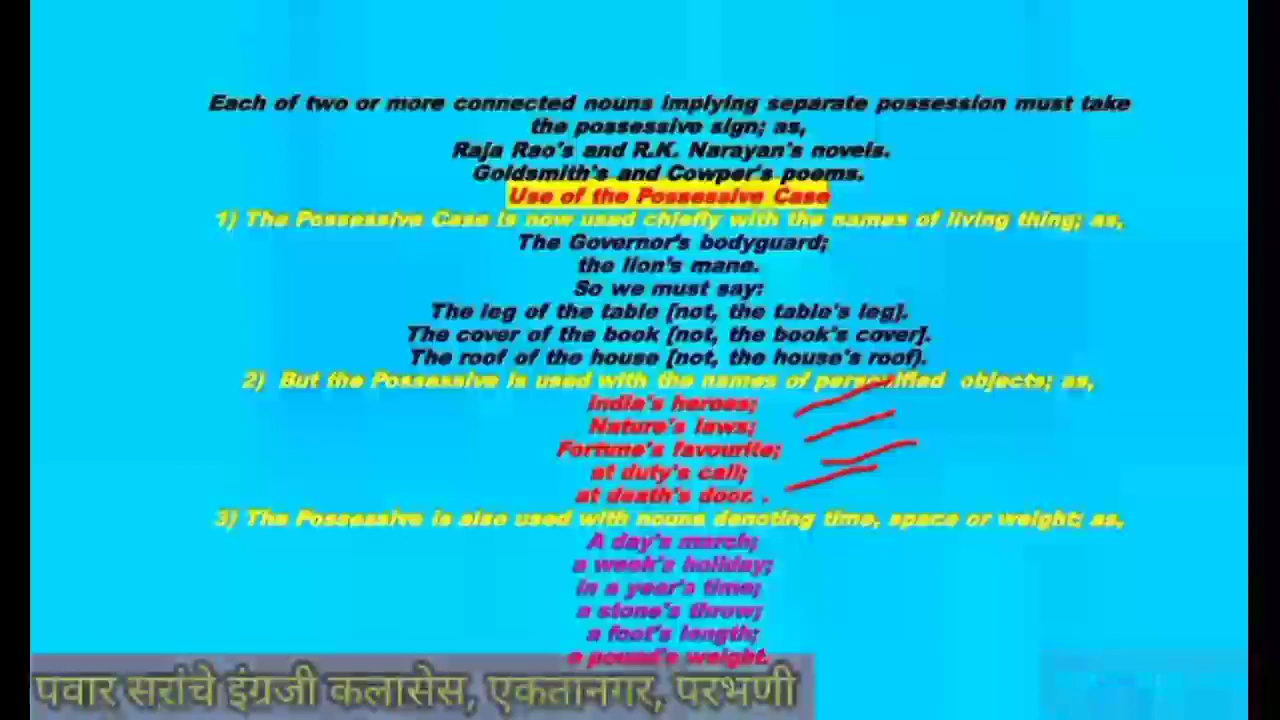 Each of two or more connected nouns implying separate possession must take
the possessive sign; as,
Raja Rao's and R.K. Narayan's novels.
Goldsmith's and Cowper's poems.
Use of the Possessive Case
1) The Possessive Case is now used chiefly with the names of living thing; as,
The Governor's bodyguard;
the lion's mane.
So we must say:
The leg of the table [not, the table's leg].
The cover of the book [not, the book's cover].
The roof of the house [not, the house's roof).
2) But the Possessive is used with the names of personified objects; as,
India's heroes;
Nature's laws;
Fortune's favourite;
at duty's call;
at death's door. .
3) The Possessive is also used with nouns denoting time, space or weight; as,
A day's march;
a week's holiday;
in a year's time;
a stone's throw;
a foot's length;
a pound's weight.
पवार सरांचे इंग्रजी कलासेस, एकतानगर, परभणी